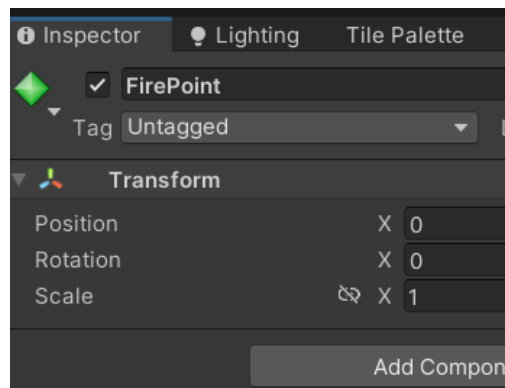 Inspector Lighting Tile Palette
FirePoint
Tag Untagged
Transform
Position X 0
Rotation X 0
Scale X 1
Add Compon